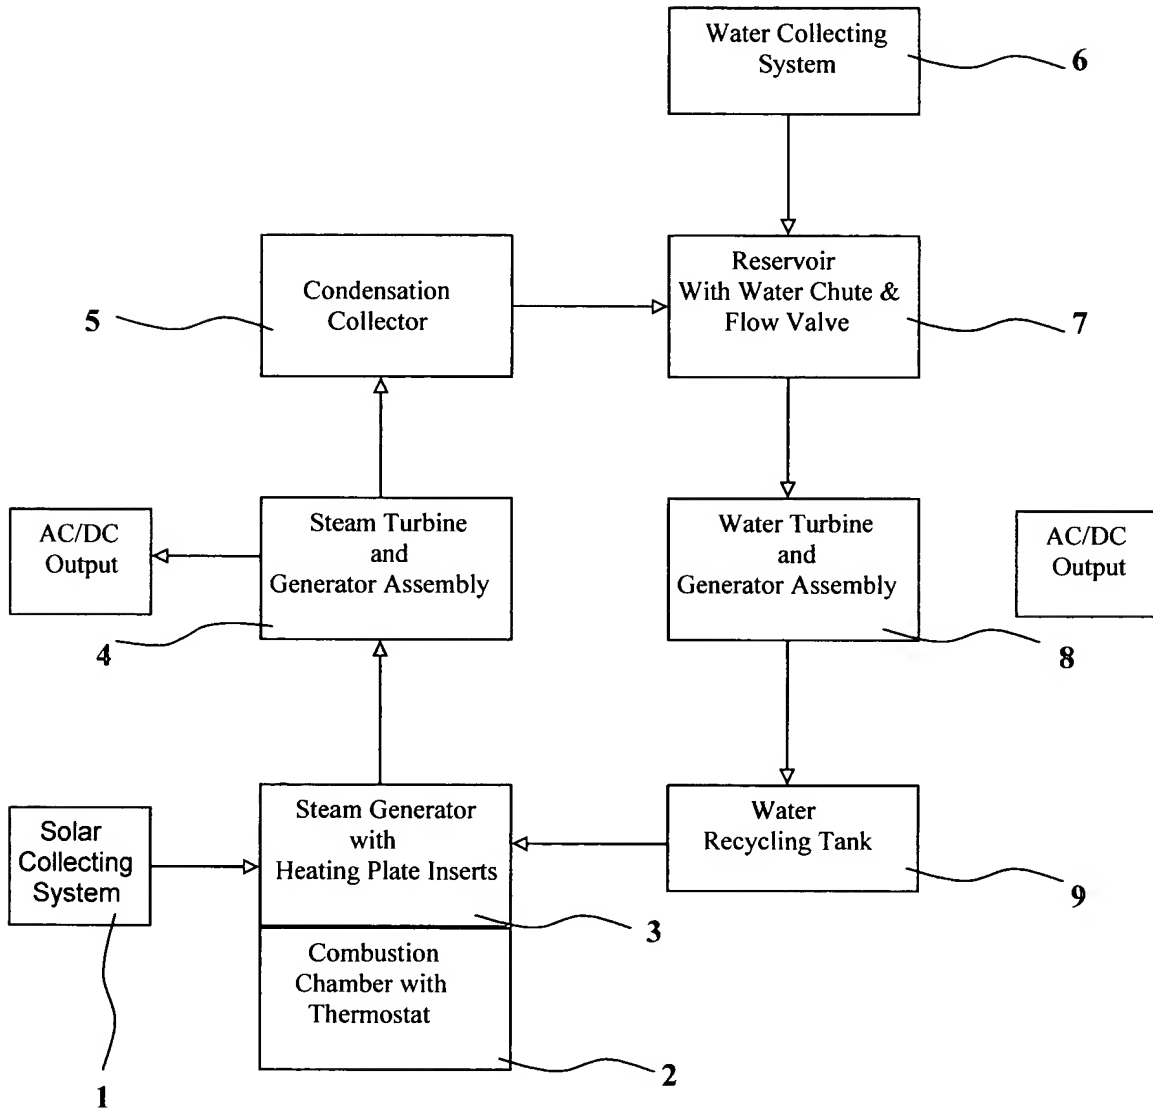 Water Collecting
System
6
Condensation
Collector
5
Reservoir
With Water Chute &
Flow Valve
7
AC/DC
Output
Steam Turbine
and
Generator Assembly
4
Water Turbine
and
Generator Assembly
8
AC/DC
Output
Solar
Collecting
System
1
Steam Generator
with
Heating Plate Inserts
3
Water
Recycling Tank
9
Combustion
Chamber with
Thermostat
2